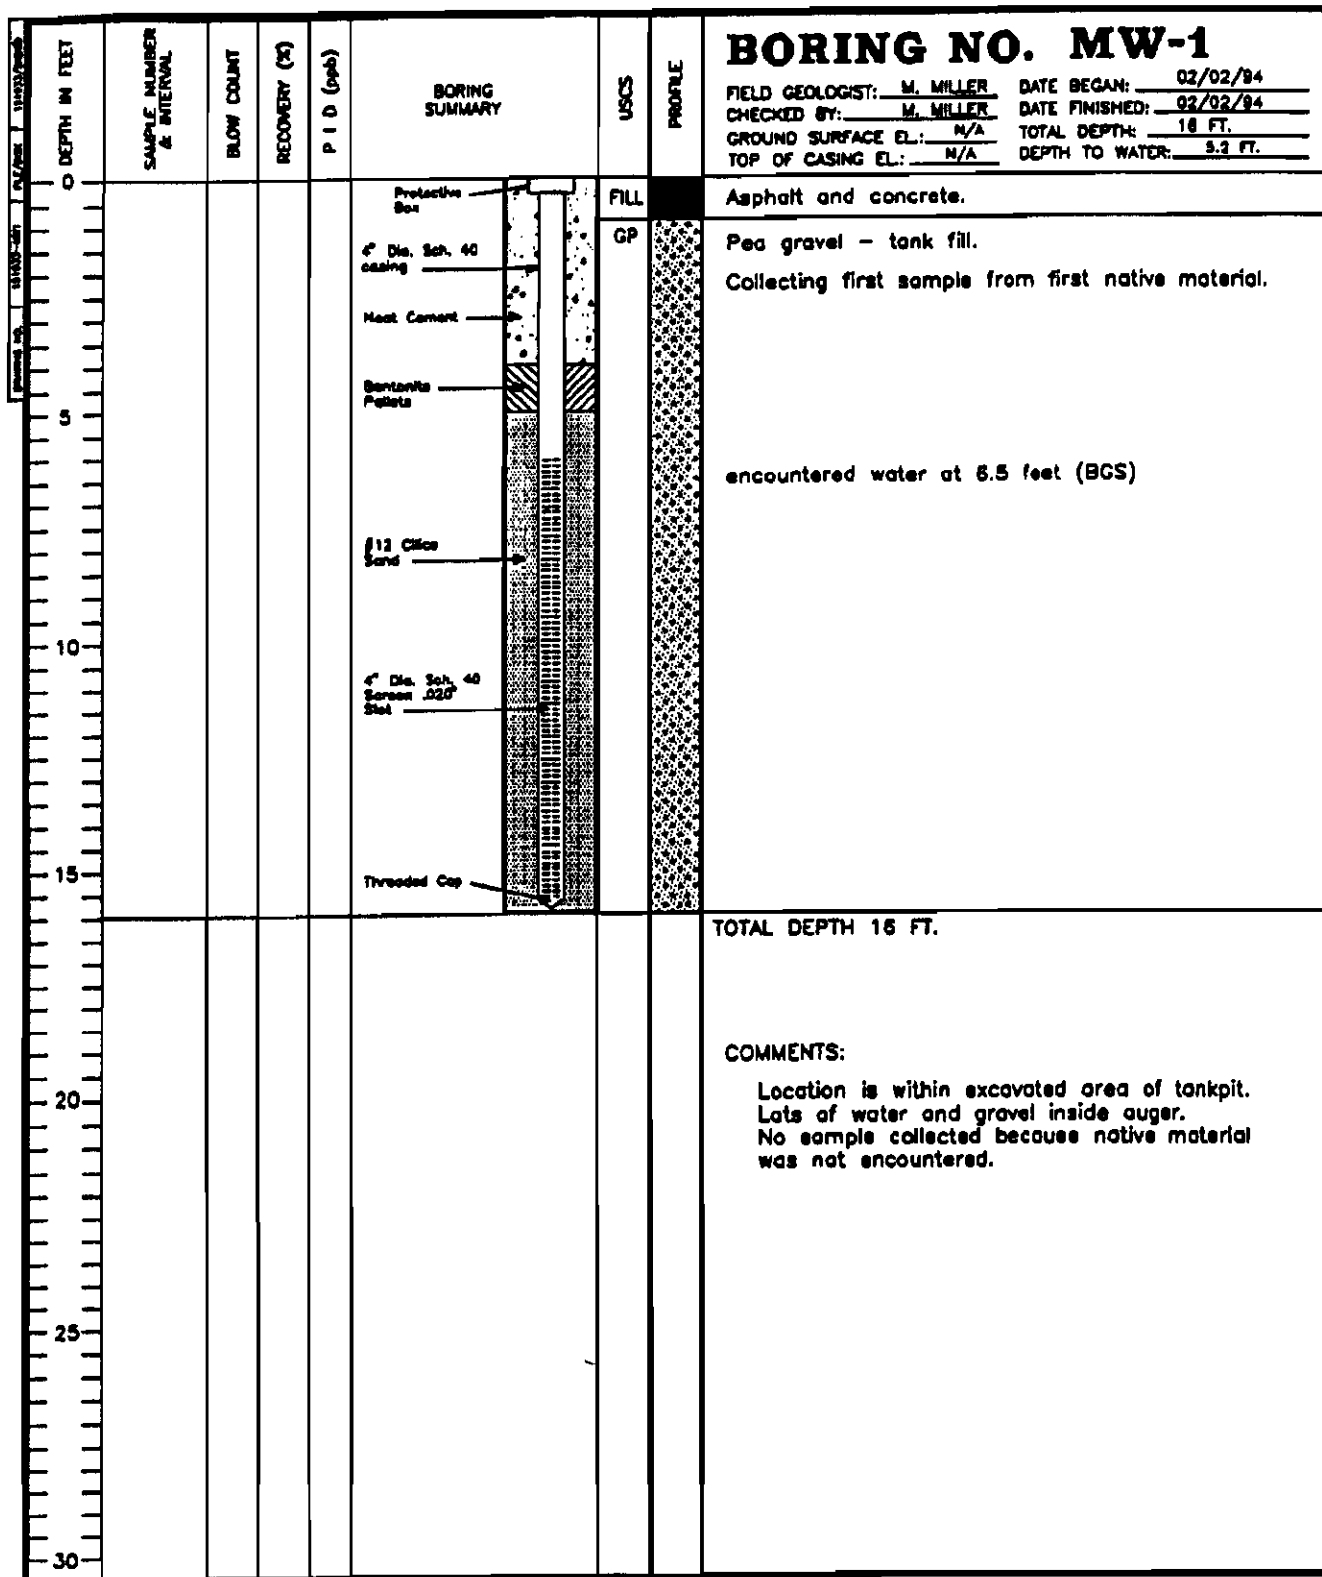 BORING NO. MW-1
FIELD GEOLOGIST: M. MILLER DATE BEGAN: 02/02/94
CHECKED BY: M. MILLER DATE FINISHED: 02/02/94
GROUND SURFACE EL.: N/A TOTAL DEPTH: 16 FT.
TOP OF CASING EL.: N/A DEPTH TO WATER: 5.2 FT.
DEPTH IN FEET
SAMPLE NUMBER
& INTERVAL
BLOW COUNT
RECOVERY (%)
P I D (ppb)
BORING
SUMMARY
USCS
PROFILE
0
Protective
Box
FILL
Asphalt and concrete.
GP
Pea gravel – tank fill.
4" Dia. Sch. 40
casing
Collecting first sample from first native material.
Neat Cement
Bentonite
Pellets
5
encountered water at 6.5 feet (BGS)
#12 Cilica
Sand
10
4" Dia. Sch. 40
Screen .020"
Slot
15
Threaded Cap
TOTAL DEPTH 16 FT.
COMMENTS:
Location is within excavated area of tankpit.
Lots of water and gravel inside auger.
No sample collected because native material
was not encountered.
20
25
30